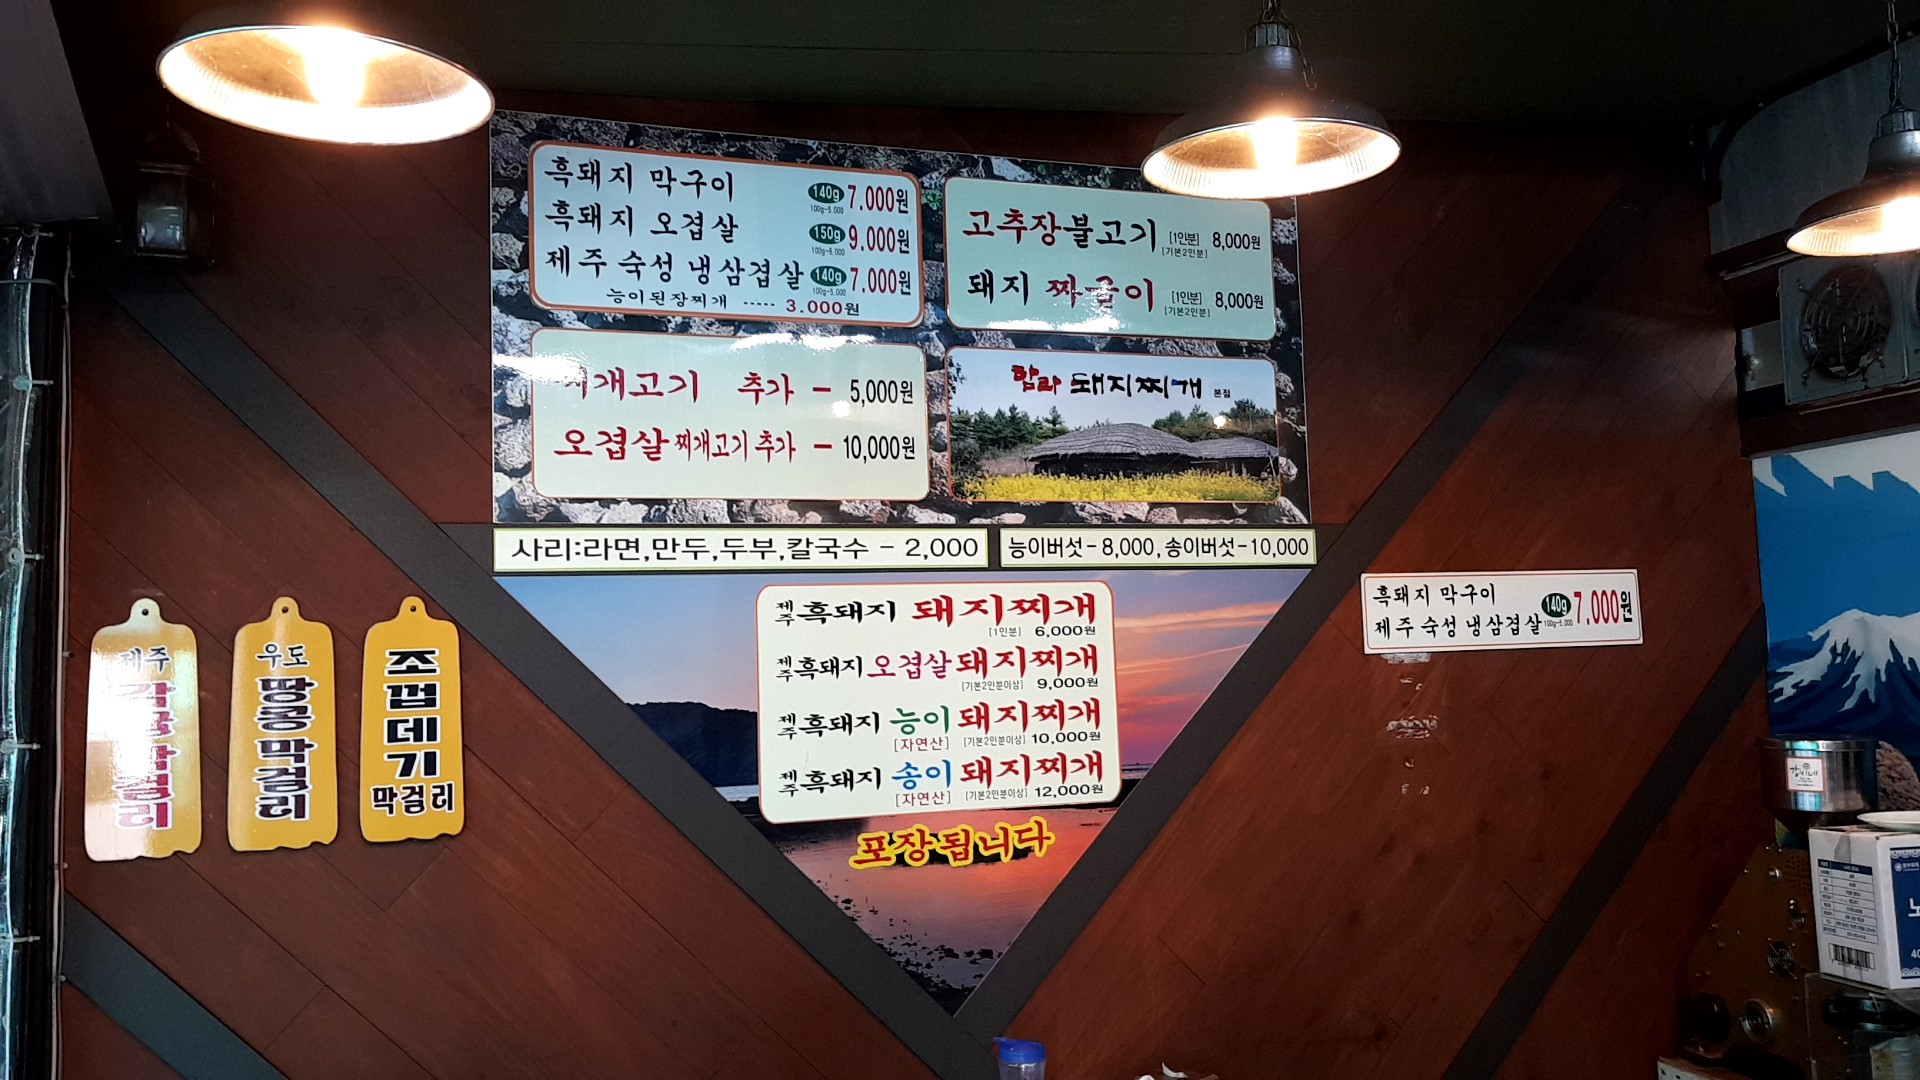 흑돼지 막구이 140g 7.000원
100g-5.000
흑돼지 오겹살 150g 9.000원
100g-6.000
제주 숙성 냉삼겹살 140g 7.000원
100g-5.000
능이된장찌개 ----- 3.000원
고추장불고기 [1인분] 8,000원
[기본2인분]
돼지 짜글이 [1인분] 8,000원
[기본2인분]
찌개고기 추가 - 5,000원
오겹살 찌개고기 추가 - 10,000원
돼지찌개 본점
사리:라면,만두,두부,칼국수 - 2,000
능이버섯-8,000, 송이버섯-10,000
제주 흑돼지 돼지찌개
[1인분] 6,000원
제주 흑돼지 오겹살 돼지찌개
[기본2인분이상] 9,000원
제주 흑돼지 능이 돼지찌개
[자연산] [기본2인분이상] 10,000원
제주 흑돼지 송이 돼지찌개
[자연산] [기본2인분이상] 12,000원
포장됩니다
제주
막걸리
우도
땅콩막걸리
조껍데기
막걸리
흑돼지 막구이
제주 숙성 냉삼겹살 140g 7.000원
100g-5.000